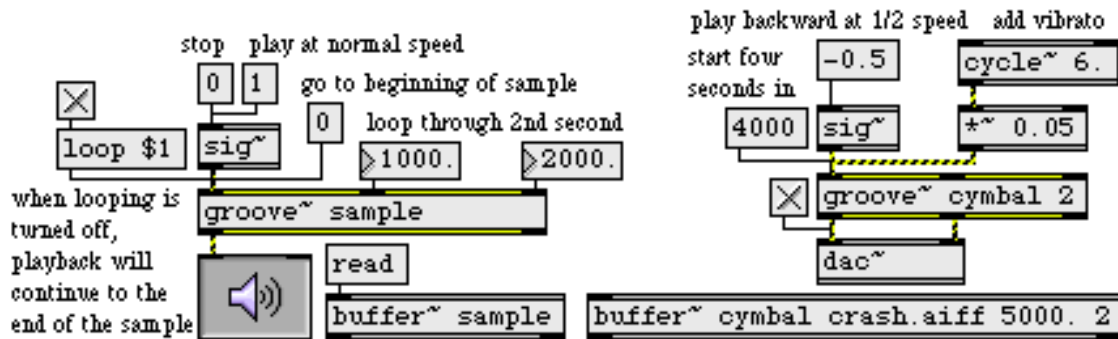 stop play at normal speed
0 1
go to beginning of sample
0
loop $1
sig~
loop through 2nd second
1000. 2000.
when looping is
turned off,
playback will
continue to the
end of the sample
groove~ sample
read
buffer~ sample
play backward at 1/2 speed add vibrato
start four
seconds in
-0.5
cycle~ 6.
4000
sig~
*~ 0.05
groove~ cymbal 2
dac~
buffer~ cymbal crash.aiff 5000. 2